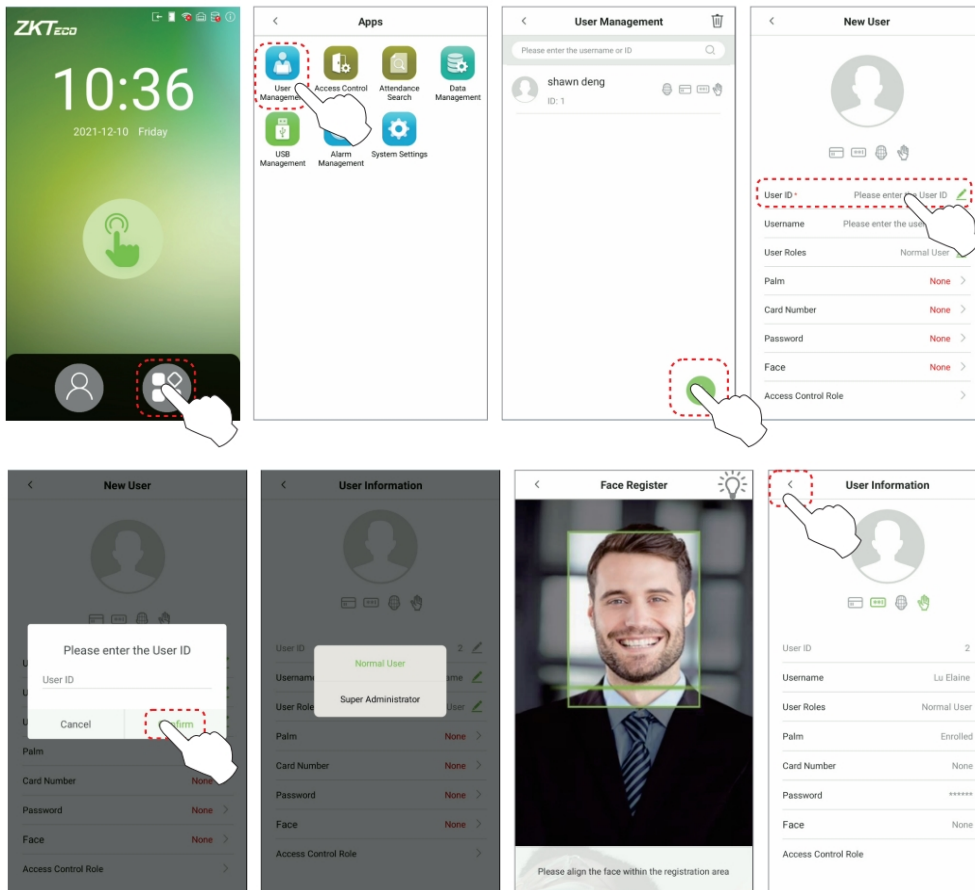 ZKTeco
10:36
2021-12-10 Friday
Apps
User Management
Access Control
Attendance Search
Data Management
USB Management
Alarm Management
System Settings
User Management
Please enter the username or ID
shawn deng
ID: 1
New User
User ID * Please enter the User ID
Username Please enter the
User Roles Normal User
Palm None
Card Number None
Password None
Face None
Access Control Role
New User
Please enter the User ID
User ID
Cancel
Palm
Card Number None
Password None
Face None
Access Control Role
User Information
User ID 2
Normal User
Super Administrator
Palm None
Card Number None
Password None
Face None
Access Control Role
Face Register
Please align the face within the registration area
User Information
User ID 2
Username Lu Elaine
User Roles Normal User
Palm Enrolled
Card Number None
Password ******
Face None
Access Control Role